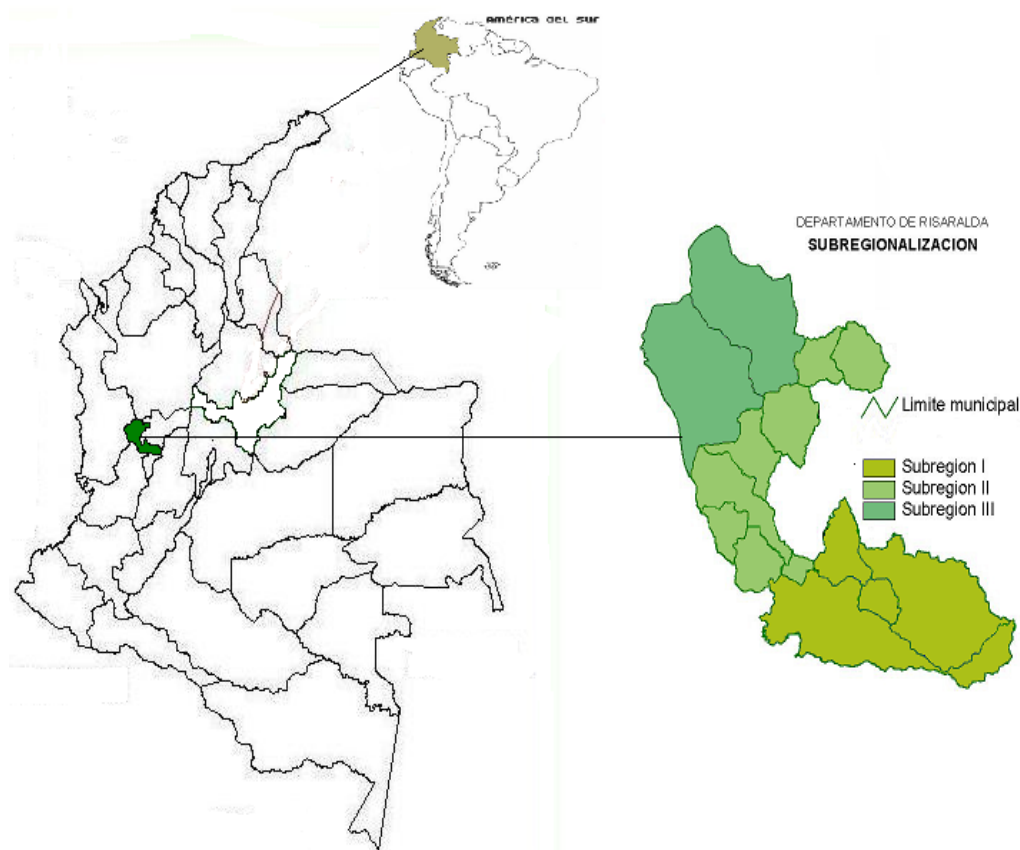 América del sur
DEPARTAMENTO DE RISARALDA
SUBREGIONALIZACION
Limite municipal
Subregion I
Subregion II
Subregion III